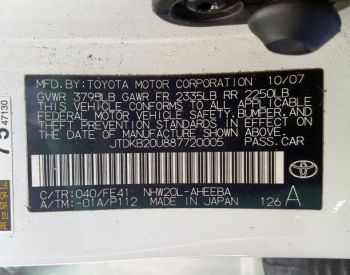 MFD.BY:TOYOTA MOTOR CORPORATION 10/07
GVWR 3795LB GAWR FR 2335LB RR 2250LB
THIS VEHICLE CONFORMS TO ALL APPLICABLE
FEDERAL MOTOR VEHICLE SAFETY, BUMPER, AND
THEFT PREVENTION STANDARDS IN EFFECT ON
THE DATE OF MANUFACTURE SHOWN ABOVE.
JTDKB20U887720005 PASS.CAR
C/TR:040/FE41 NHW20L-AHEEBA
A/TM:-01A/P112 MADE IN JAPAN 126 A
47130